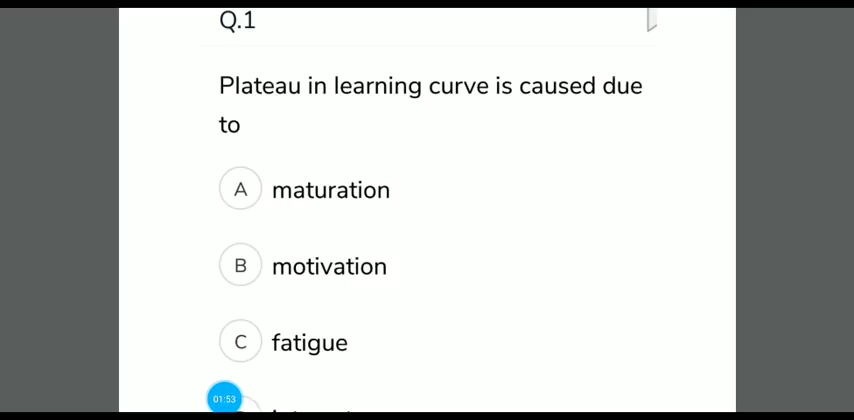 Q.1
Plateau in learning curve is caused due
to
A maturation
B motivation
C fatigue
01:53